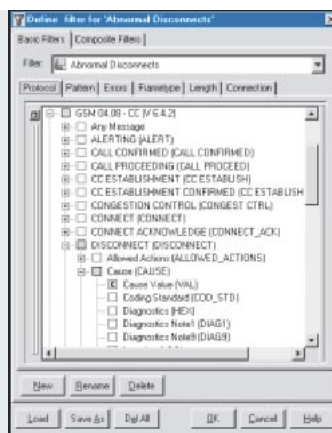 Define filter for 'Abnormal Disconnects'
Basic Filters Composite Filters
Filter: Abnormal Disconnects
Protocol Pattern Errors Frametype Length Connection
GSM 04.08 - CC (V 6.4.2)
Any Message
ALERTING (ALERT)
CALL CONFIRMED (CALL CONFIRMED)
CALL PROCEEDING (CALL PROCEED)
CC ESTABLISHMENT (CC ESTABLISH)
CC ESTABLISHMENT CONFIRMED (CC ESTABLISH
CONGESTION CONTROL (CONGEST CTRL)
CONNECT (CONNECT)
CONNECT ACKNOWLEDGE (CONNECT_ACK)
DISCONNECT (DISCONNECT)
Allowed Actions (ALLOWED_ACTIONS)
Cause (CAUSE)
Cause Value (VAL)
Coding Standard (COD_STD)
Diagnostics (HEX)
Diagnostics Note1 (DIAG1)
Diagnostics Note9 (DIAG9)
New Rename Delete
Load Save As Del All OK Cancel Help